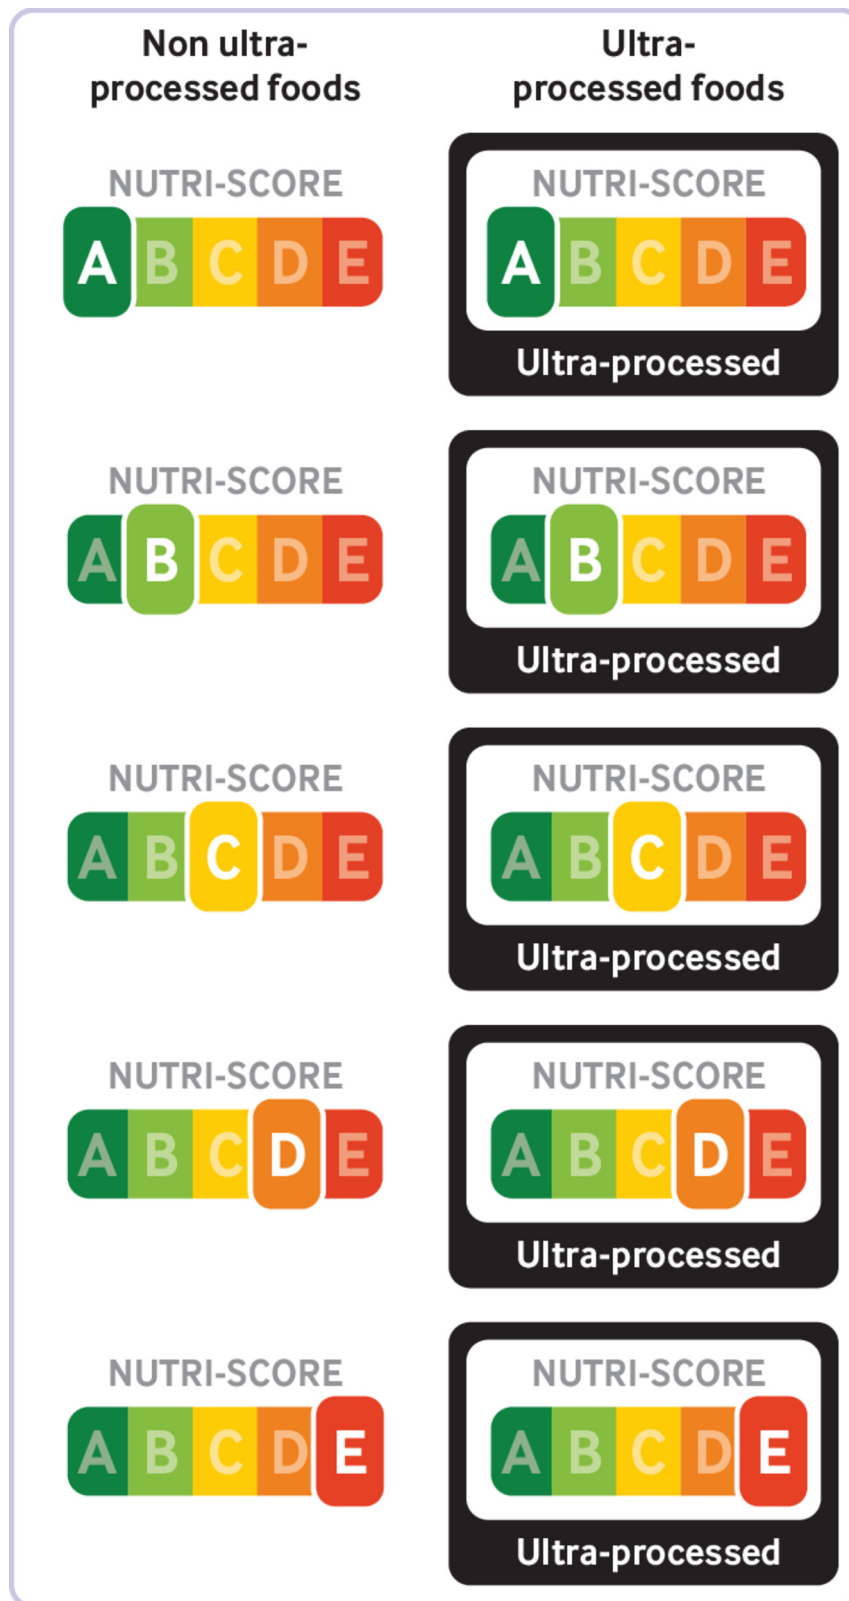 Non ultra-
processed foods
Ultra-
processed foods
NUTRI-SCORE
A B C D E
NUTRI-SCORE
A B C D E
Ultra-processed
NUTRI-SCORE
A B C D E
NUTRI-SCORE
A B C D E
Ultra-processed
NUTRI-SCORE
A B C D E
NUTRI-SCORE
A B C D E
Ultra-processed
NUTRI-SCORE
A B C D E
NUTRI-SCORE
A B C D E
Ultra-processed
NUTRI-SCORE
A B C D E
NUTRI-SCORE
A B C D E
Ultra-processed